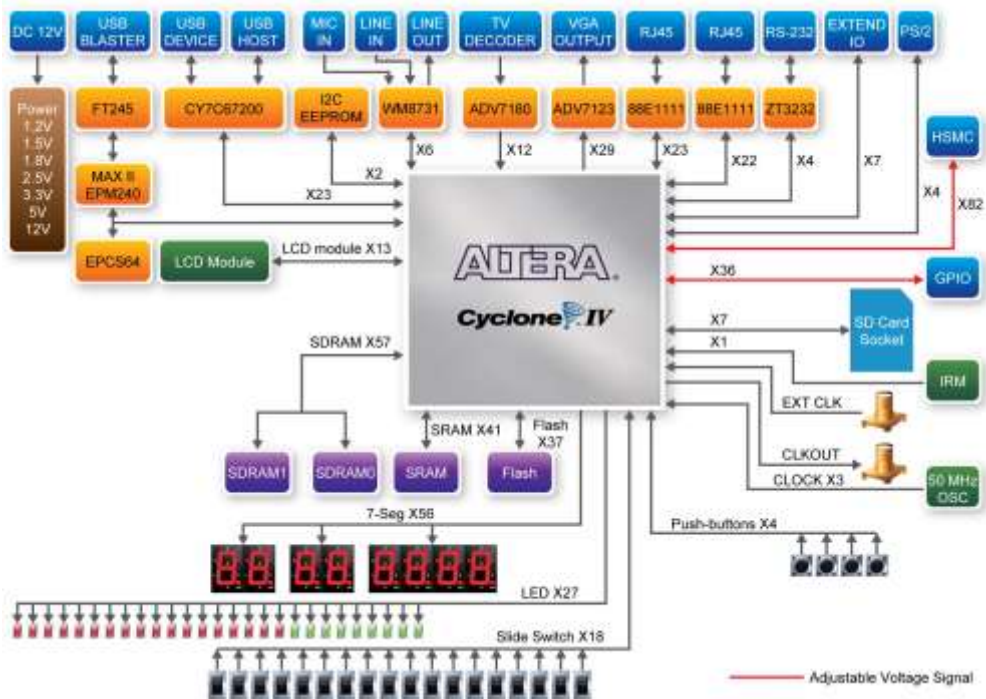 DC 12V
USB
BLASTER
USB
DEVICE
USB
HOST
MIC
IN
LINE
IN
LINE
OUT
TV
DECODER
VGA
OUTPUT
RJ45
RJ45
RS-232
EXTEND
IO
PS/2
Power
1.2V
1.5V
1.8V
2.5V
3.3V
5V
12V
FT245
CY7C67200
I2C
EEPROM
WM8731
ADV7180
ADV7123
88E1111
88E1111
ZT3232
HSMC
X6
X12
X29
X23
X22
X4
X7
X4
X82
MAX II
EPM240
X23
X2
EPCS64
LCD Module
LCD module X13
ALTERA
Cyclone IV
X36
GPIO
X7
SD Card
Socket
X1
IRM
SDRAM X57
EXT CLK
SRAM X41
Flash
X37
CLKOUT
SDRAM1
SDRAM0
SRAM
Flash
CLOCK X3
50 MHz
OSC
7-Seg X56
Push-buttons X4
88
88
8888
LED X27
Slide Switch X18
Adjustable Voltage Signal